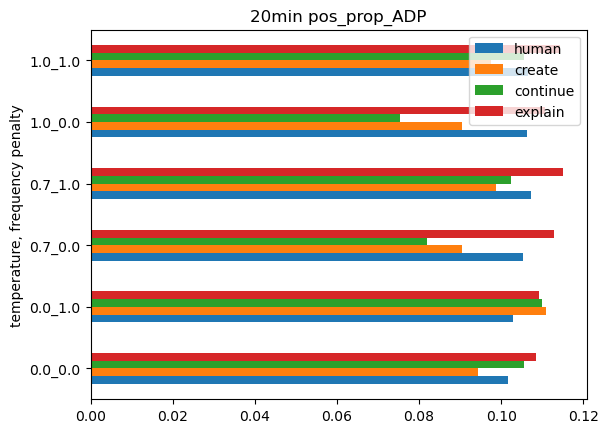 20min pos_prop_ADP
human
create
continue
explain
temperature, frequency penalty
1.0_1.0
1.0_0.0
0.7_1.0
0.7_0.0
0.0_1.0
0.0_0.0
0.00 0.02 0.04 0.06 0.08 0.10 0.12